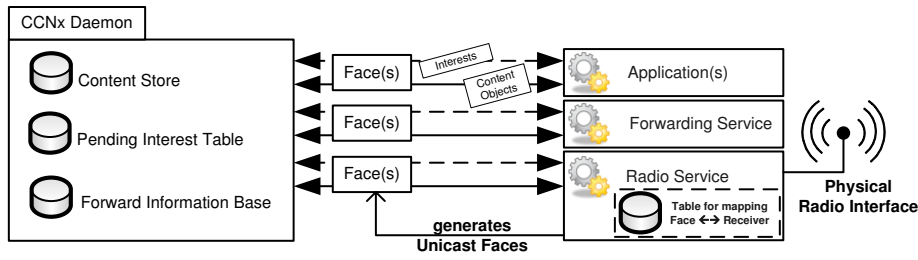 CCNx Daemon
Content Store
Pending Interest Table
Forward Information Base
Face(s)
Interests
Content
Objects
Face(s)
Face(s)
generates
Unicast Faces
Application(s)
Forwarding Service
Radio Service
Table for mapping
Face ←→ Receiver
Physical
Radio Interface